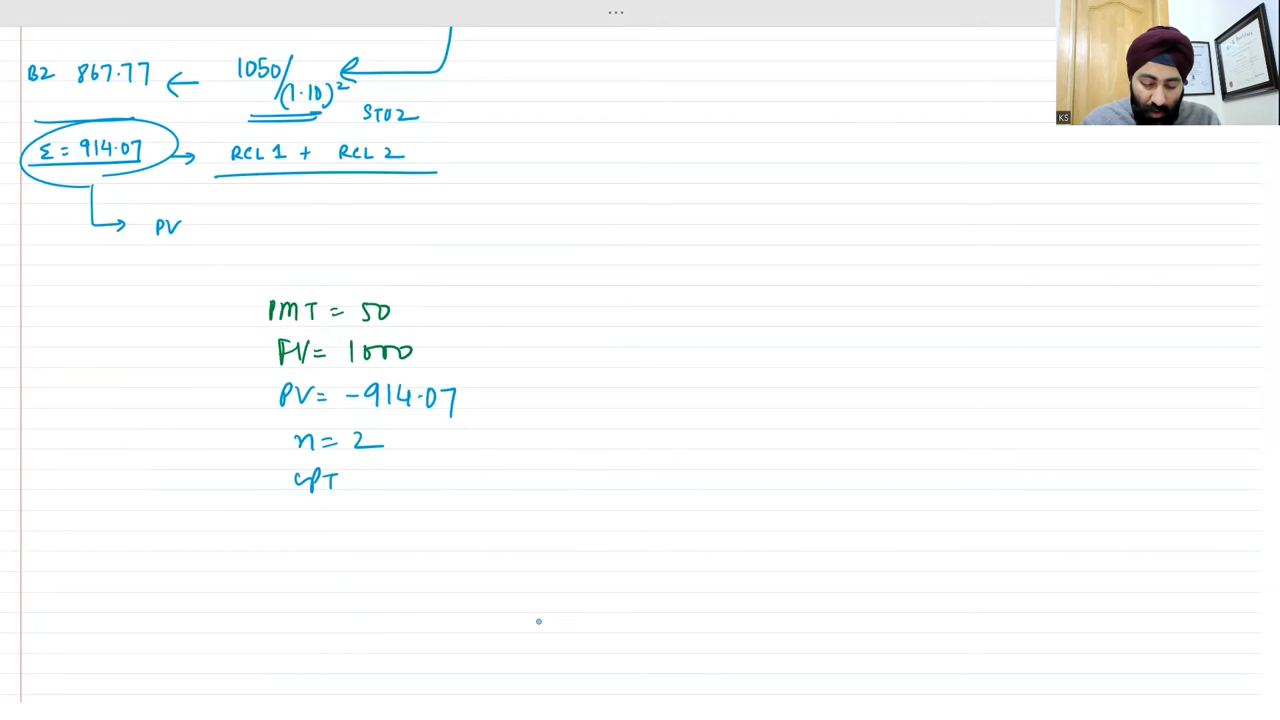 B2 867.77 ← 1050/(1.10)²
STO2
Σ = 914.07 → RCL 1 + RCL 2
→ PV
PMT = 50
FV = 1000
PV = -914.07
n = 2
CPT
KS